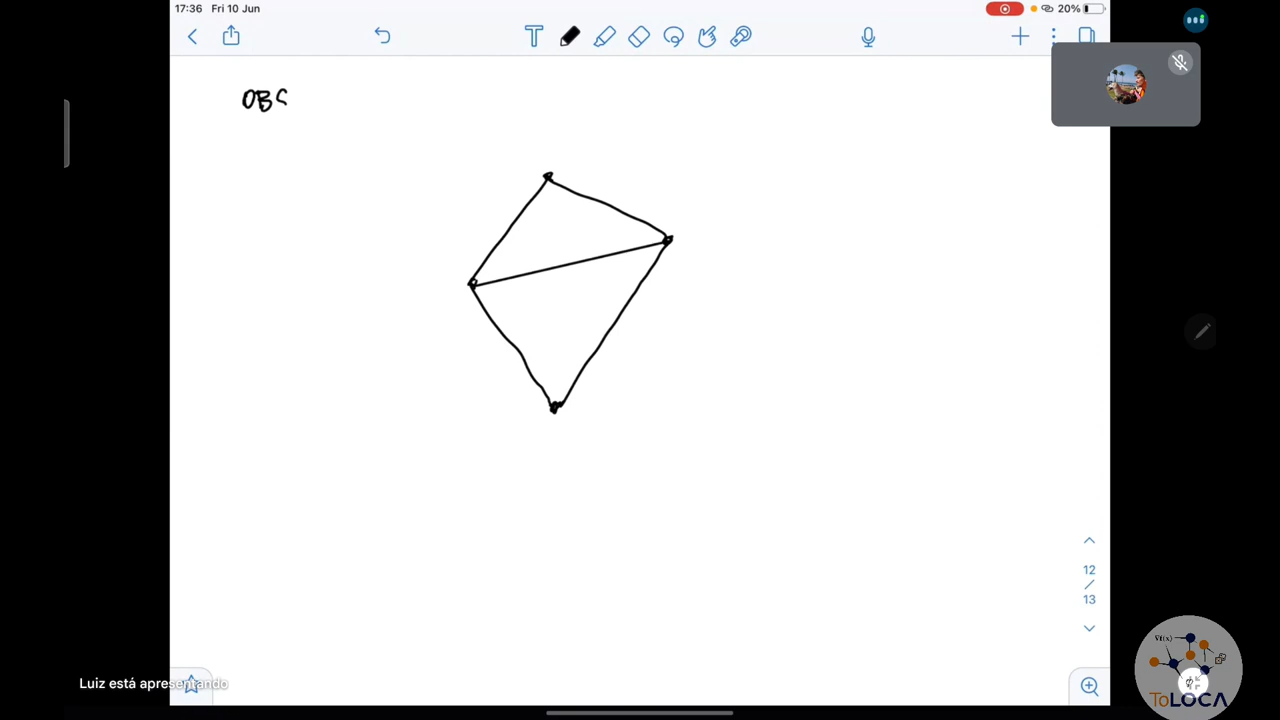 17:36 Fri 10 Jun
20%
T
OBS
12
/
13
Luiz está apresentando
∇f(x)
ToLOCA